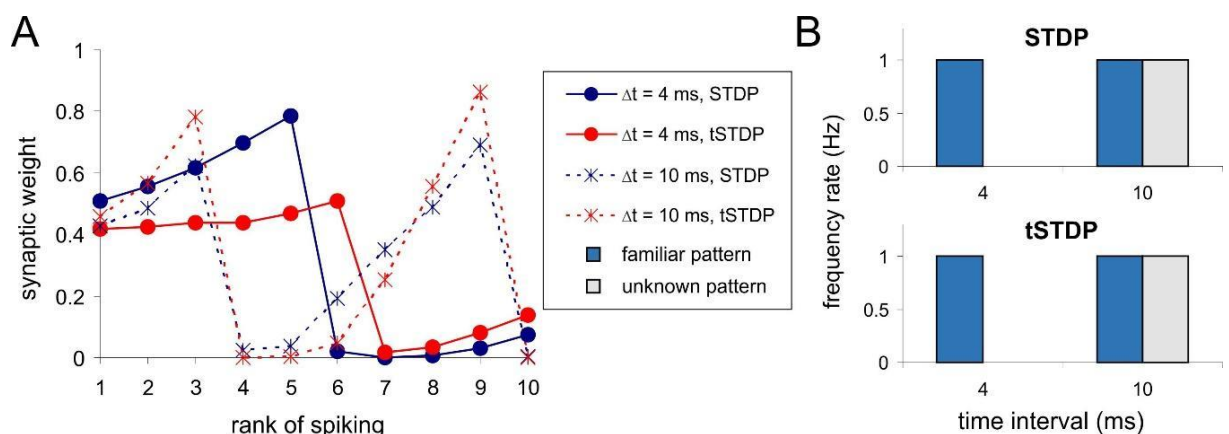 A
synaptic weight
1
0.8
0.6
0.4
0.2
0
1 2 3 4 5 6 7 8 9 10
rank of spiking
Δt = 4 ms, STDP
Δt = 4 ms, tSTDP
Δt = 10 ms, STDP
Δt = 10 ms, tSTDP
familiar pattern
unknown pattern
B
frequency rate (Hz)
STDP
1
0.5
0
4 10
tSTDP
1
0.5
0
4 10
time interval (ms)